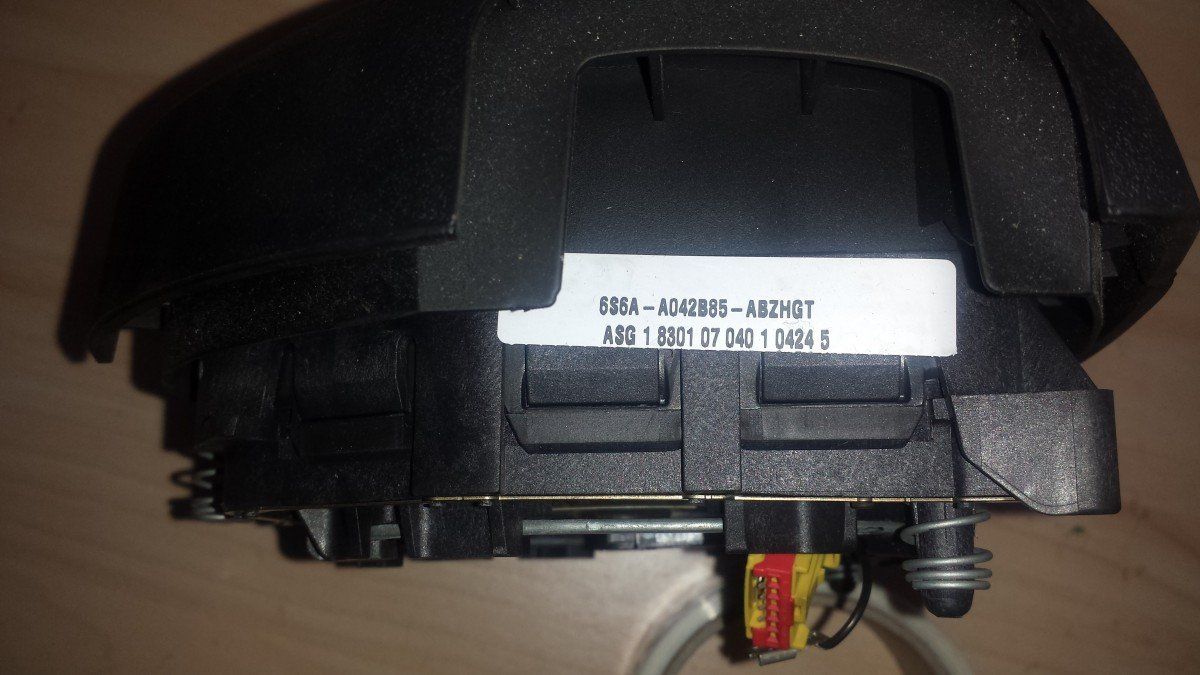 6S6A-A042B85-ABZHGT
ASG 1 8301 07 040 1 0424 5